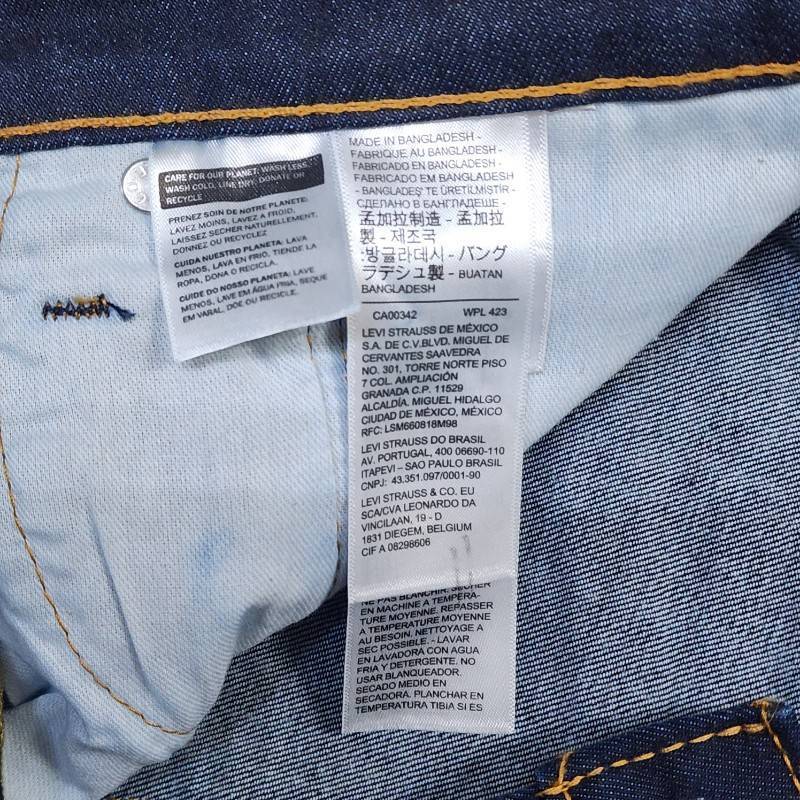 CARE FOR OUR PLANET: WASH LESS,
WASH COLD, LINE DRY, DONATE OR
RECYCLE
PRENEZ SOIN DE NOTRE PLANETE:
LAVEZ MOINS, LAVEZ A FROID,
LAISSEZ SECHER NATURELLEMENT,
DONNEZ OU RECYCLEZ
CUIDA NUESTRO PLANETA: LAVA
MENOS, LAVA EN FRIO, TIENDE LA
ROPA, DONA O RECICLA.
CUIDE DO NOSSO PLANETA:
MENOS, LAVE EM ÁGUA FRIA, SEQUE
EM VARAL, DOE OU RECICLE.
MADE IN BANGLADESH -
FABRIQUE AU BANGLADESH -
FABRICADO EN BANGLADESH -
FABRICADO EM BANGLADESH
- BANGLADEŞ'TE ÜRETİLMİŞTİR -
СДЕЛАНО В БАНГЛАДЕШЕ -
孟加拉制造 - 孟加拉
製 - 제조국
:방글라데시 - バング
ラデシュ製 - BUATAN
BANGLADESH
CA00342 WPL 423
LEVI STRAUSS DE MÉXICO
S.A. DE C.V.BLVD. MIGUEL DE
CERVANTES SAAVEDRA
NO. 301, TORRE NORTE PISO
7 COL. AMPLIACIÓN
GRANADA C.P. 11529
ALCALDÍA. MIGUEL HIDALGO
CIUDAD DE MÉXICO, MÉXICO
RFC: LSM660818M98
LEVI STRAUSS DO BRASIL
AV. PORTUGAL, 400 06690-110
ITAPEVI – SAO PAULO BRASIL
CNPJ: 43.351.097/0001-90
LEVI STRAUSS & CO. EU
SCA/CVA LEONARDO DA
VINCILAAN, 19 - D
1831 DIEGEM, BELGIUM
CIF A 08298606
NE PAS BLANCHIR. SECHER
EN MACHINE A TEMPERA-
TURE MOYENNE. REPASSER
A TEMPERATURE MOYENNE
AU BESOIN. NETTOYAGE A
SEC POSSIBLE. - LAVAR
EN LAVADORA CON AGUA
FRIA Y DETERGENTE. NO
USAR BLANQUEADOR.
SECADO MEDIO EN
SECADORA. PLANCHAR EN
TEMPERATURA TIBIA SI ES